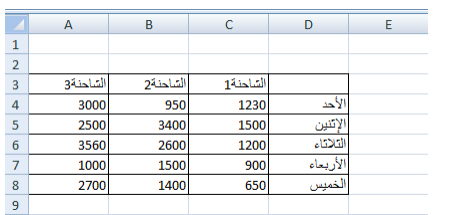 A B C D E
1
2
3 الشاحنة3 الشاحنة2 الشاحنة1
4 3000 950 1230 الأحد
5 2500 3400 1500 الإثنين
6 3560 2600 1200 الثلاثاء
7 1000 1500 900 الأربعاء
8 2700 1400 650 الخميس
9